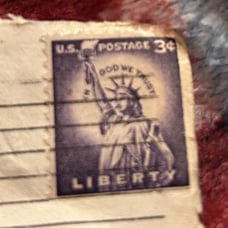 U.S. POSTAGE 3¢
IN GOD WE TRUST
LIBERTY